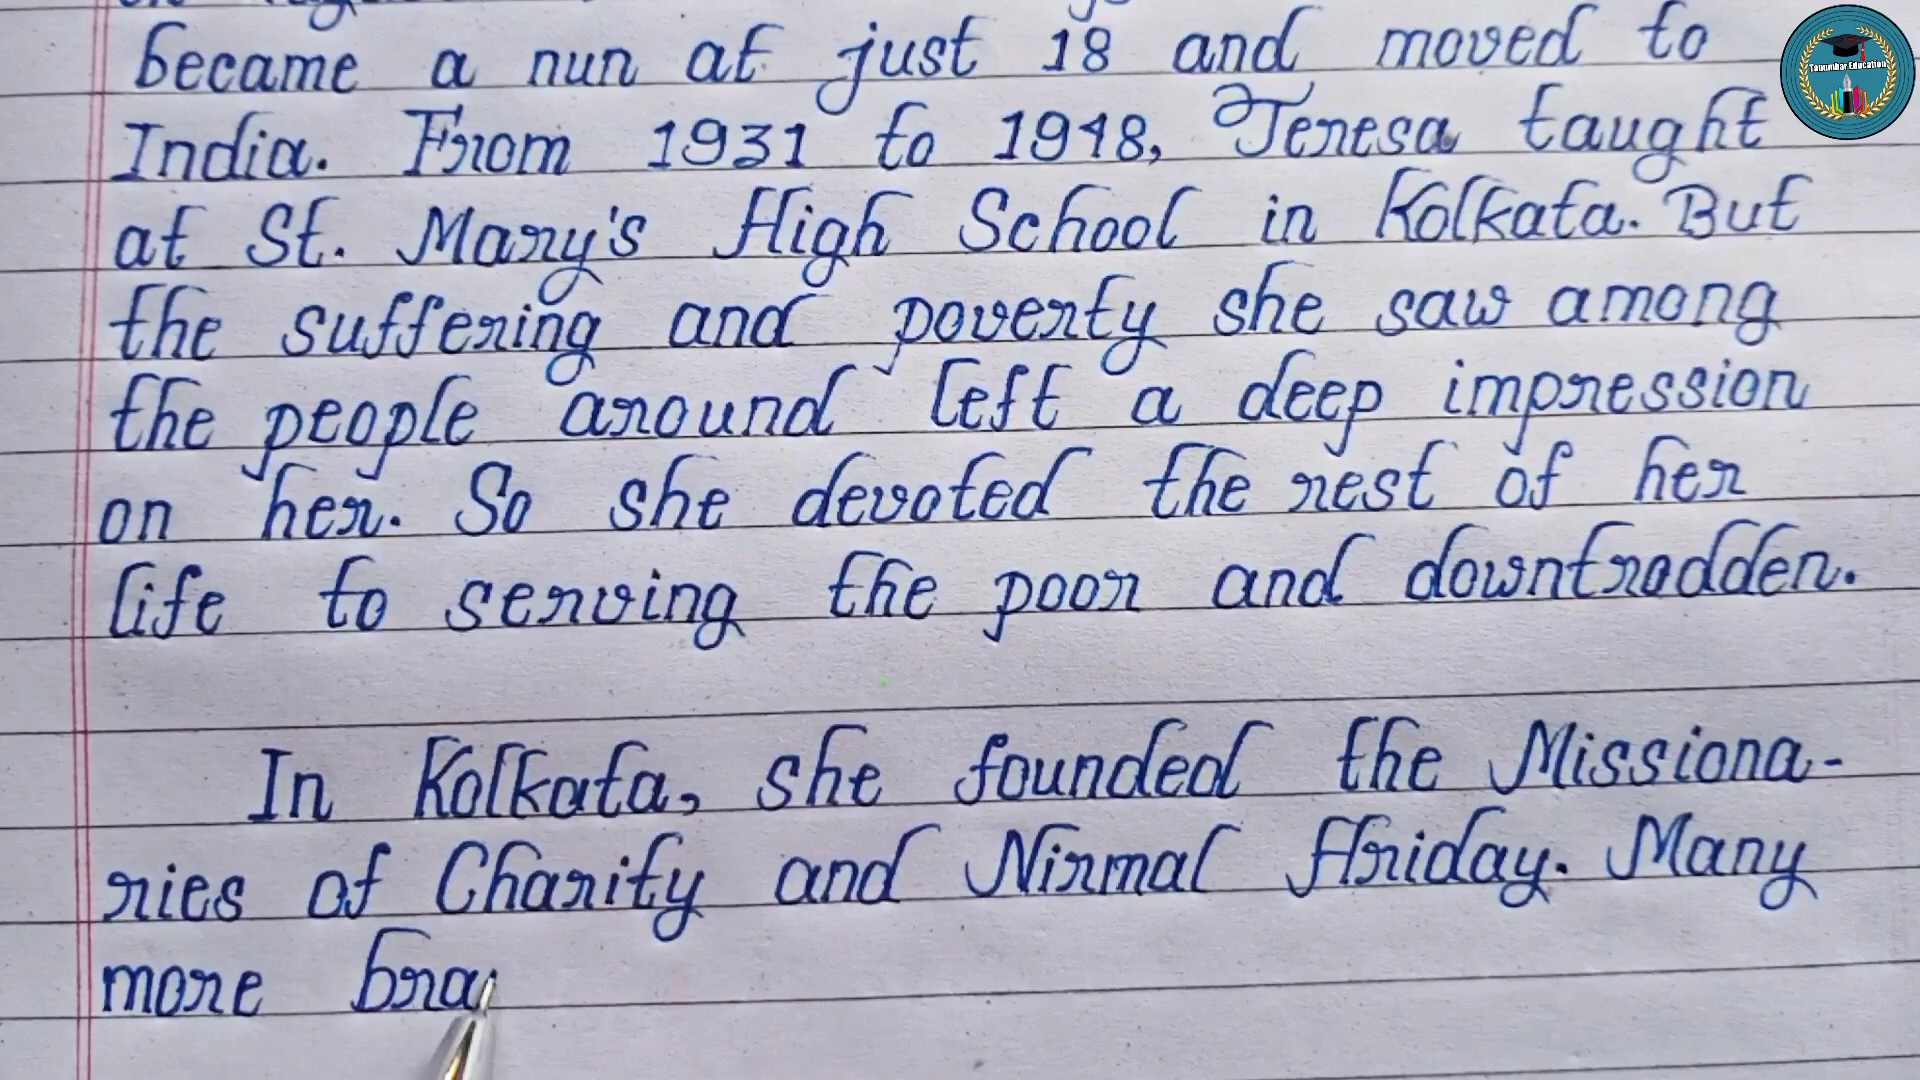 became a nun at just 18 and moved to
India. From 1931 to 1948, Teresa taught
at St. Mary's High School in Kolkata. But
the suffering and poverty she saw among
the people around left a deep impression
on her. So she devoted the rest of her
life to serving the poor and downtrodden.
In Kolkata, she founded the Missiona-
ries of Charity and Nirmal Hriday. Many
more bra
Tanumbar Education